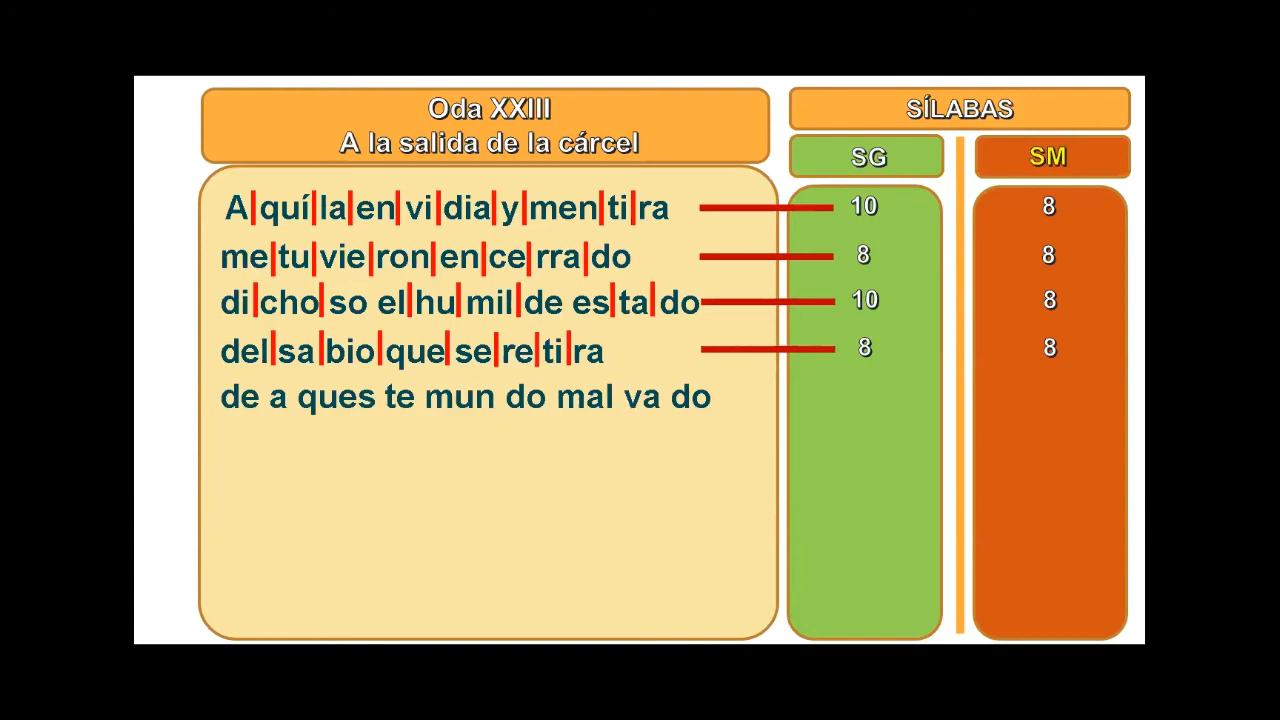 Oda XXIII
A la salida de la cárcel
SÍLABAS
SG
SM
A|quí|la|en|vi|dia|y|men|ti|ra 10 8
me|tu|vie|ron|en|ce|rra|do 8 8
di|cho|so el|hu|mil|de es|ta|do 10 8
del|sa|bio|que|se|re|ti|ra 8 8
de a ques te mun do mal va do